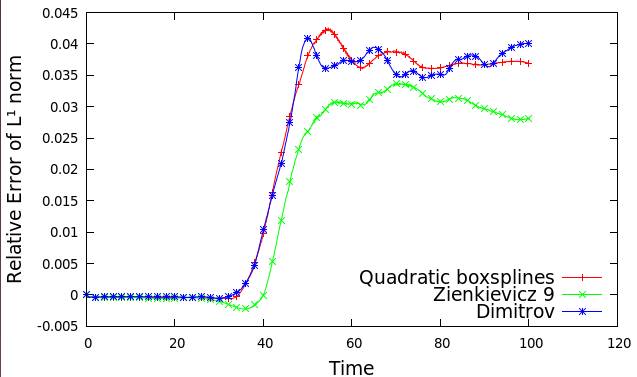 0.045
0.04
0.035
0.03
0.025
0.02
0.015
0.01
0.005
0
-0.005
Relative Error of L¹ norm
Quadratic boxsplines
Zienkievicz 9
Dimitrov
0 20 40 60 80 100 120
Time